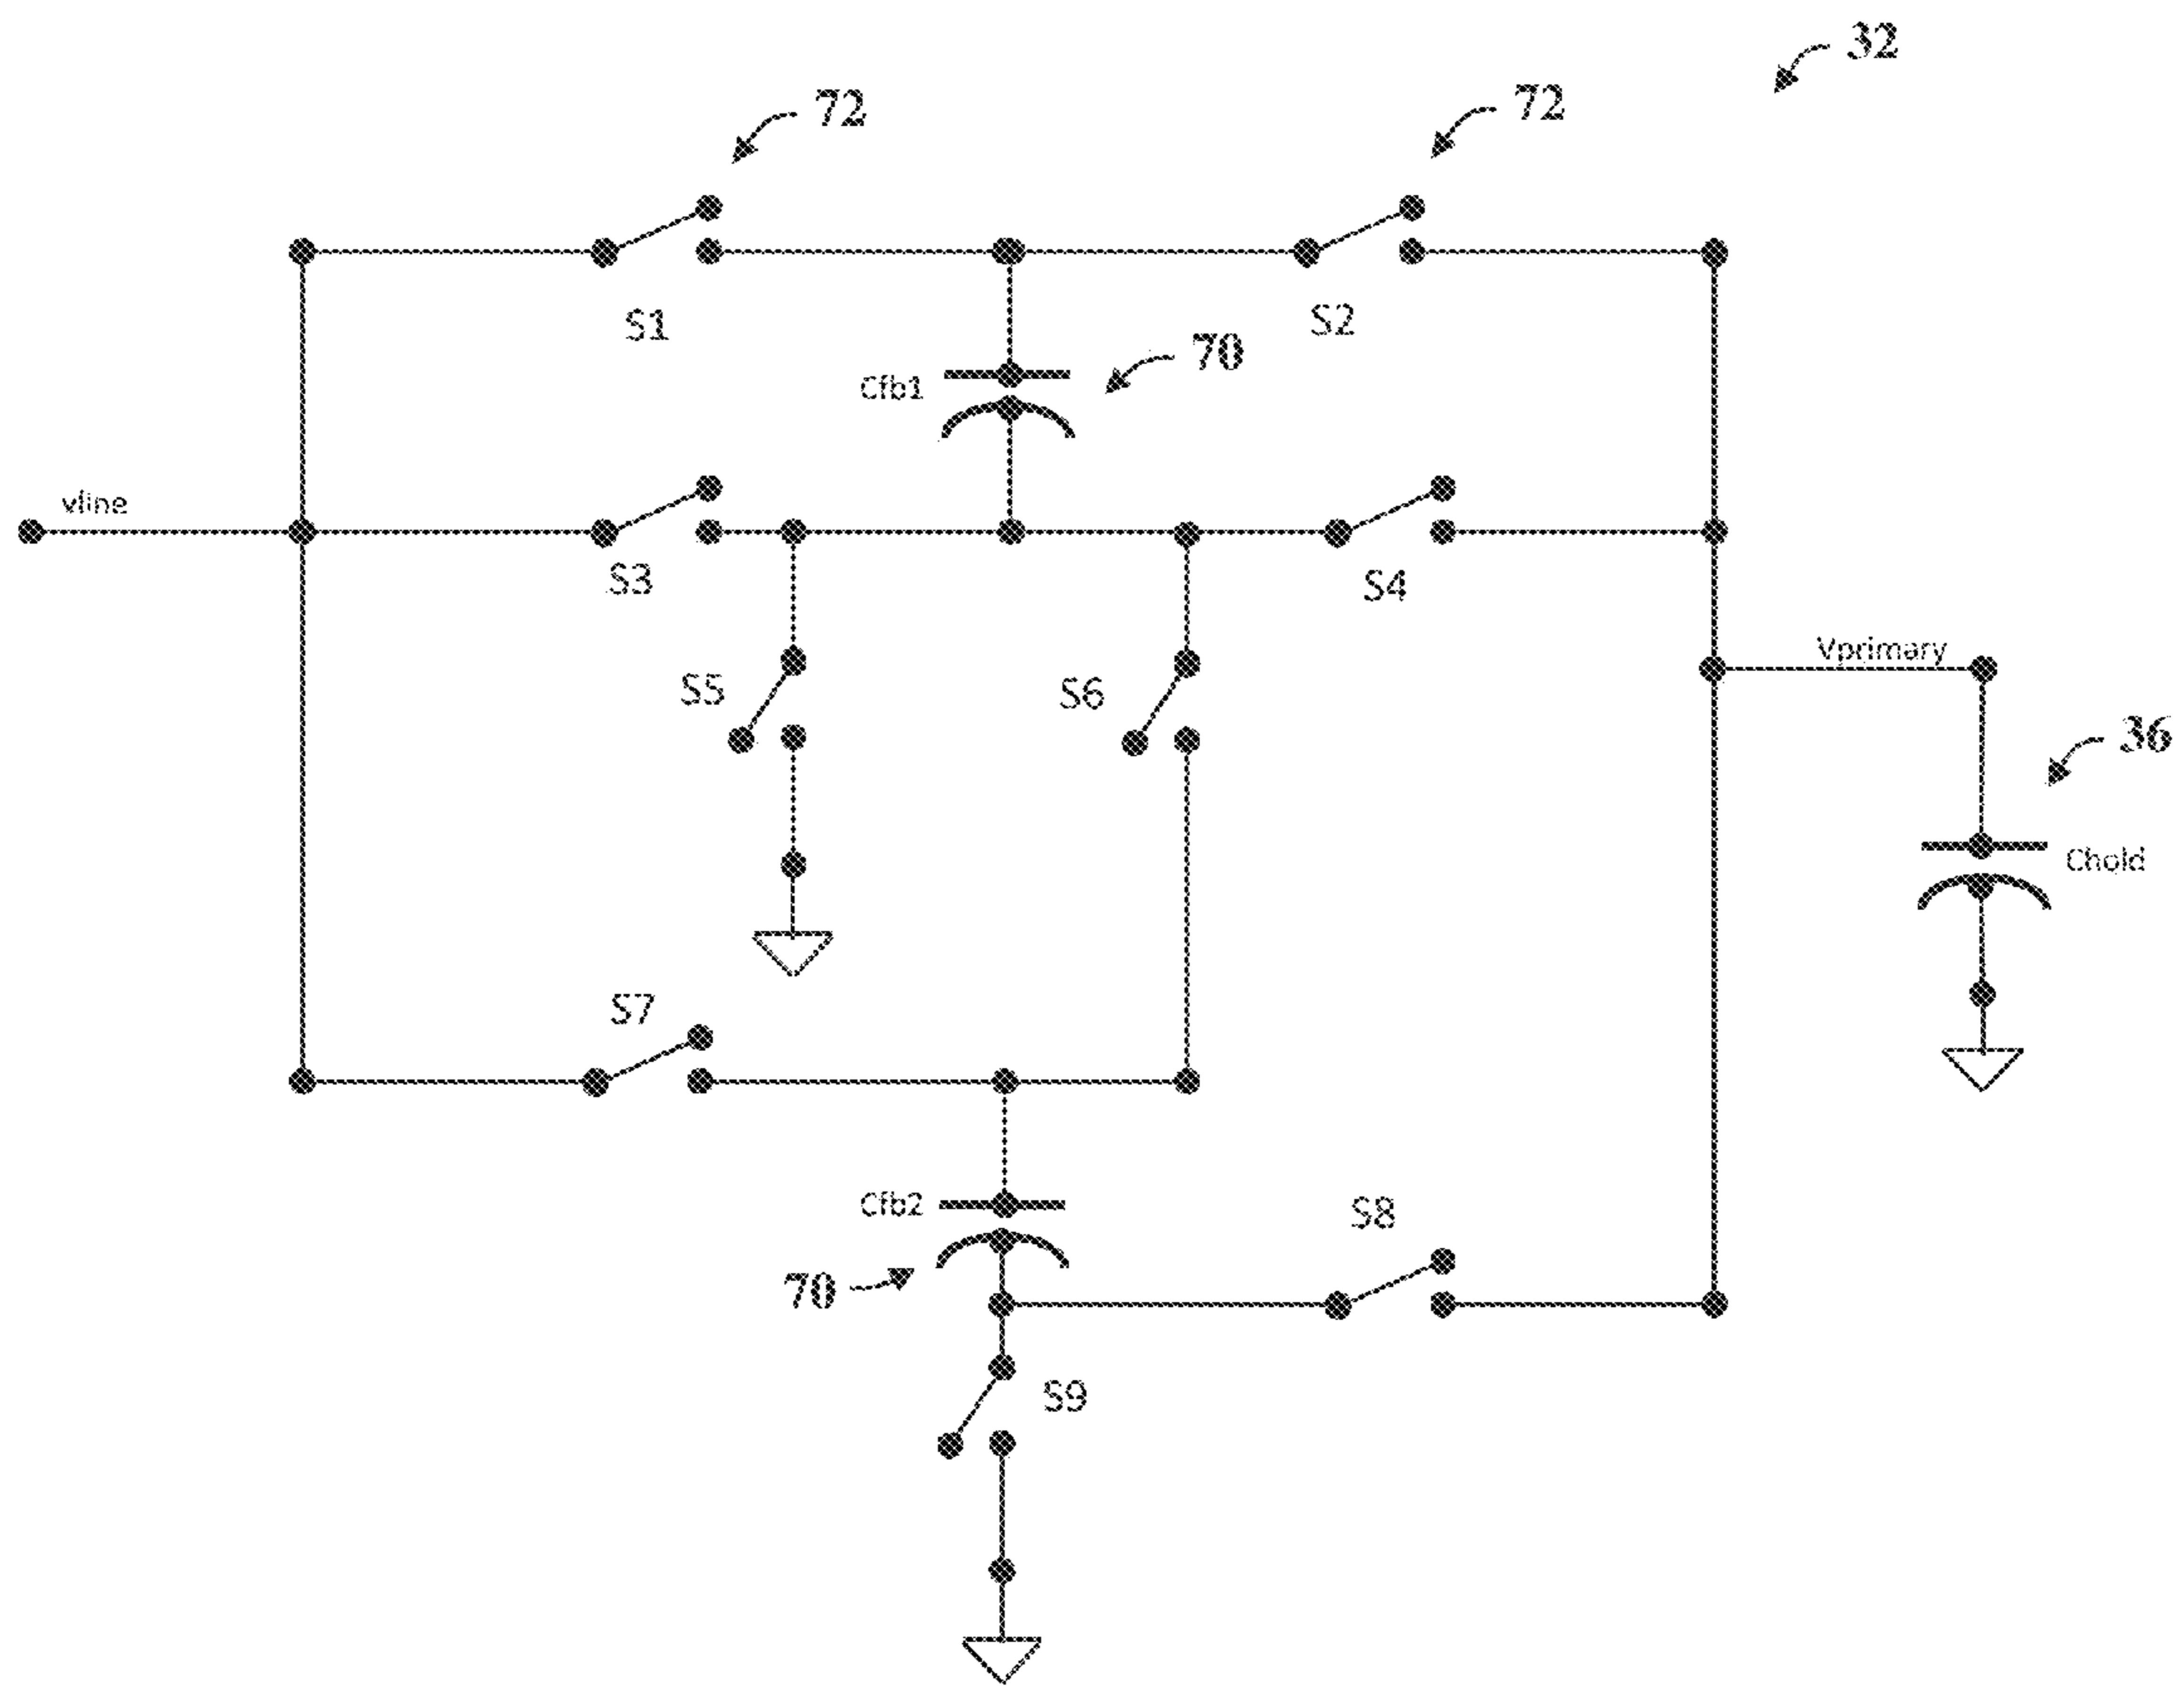 32
72
72
S1
S2
70
Cfb1
vline
S3
S4
S5
S6
Vprimary
36
Chold
S7
Cfb2
S8
70
S9